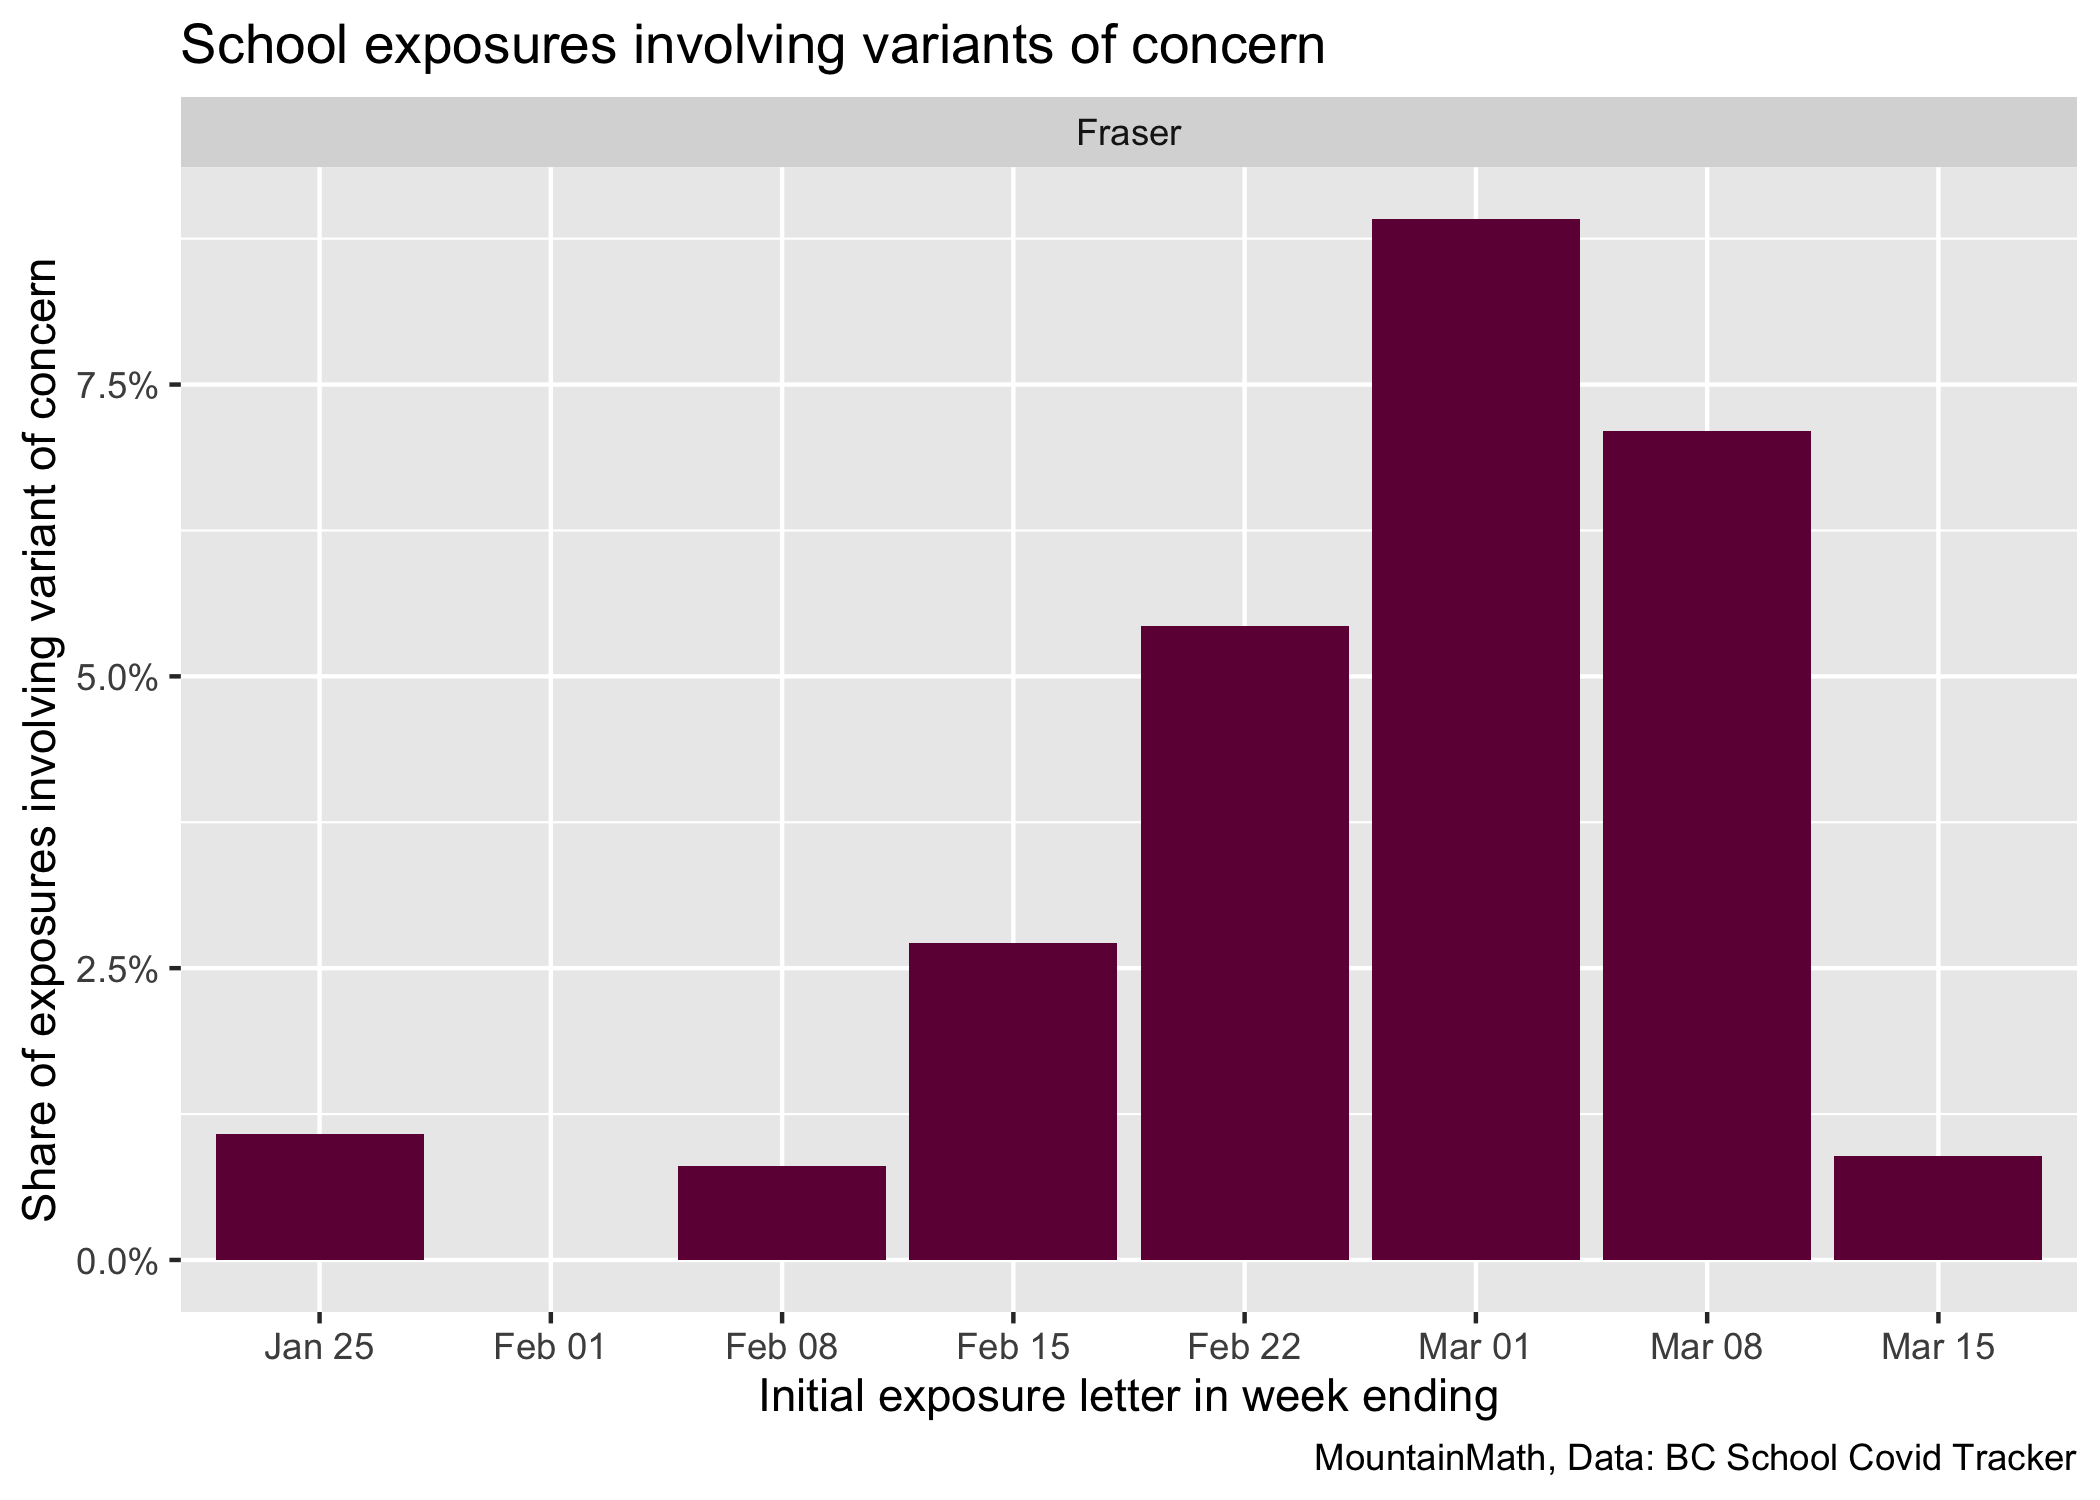 School exposures involving variants of concern
Fraser
Share of exposures involving variant of concern
7.5%
5.0%
2.5%
0.0%
Jan 25 Feb 01 Feb 08 Feb 15 Feb 22 Mar 01 Mar 08 Mar 15
Initial exposure letter in week ending
MountainMath, Data: BC School Covid Tracker